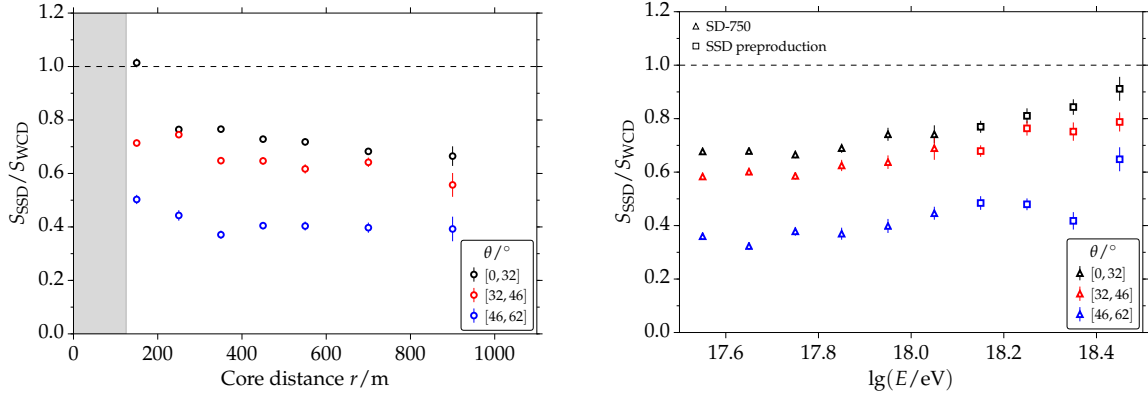 1.2
1.0
0.8
0.6
0.4
0.2
0.0
S_SSD / S_WCD
0 200 400 600 800 1000
Core distance r/m
θ/°
[0, 32]
[32, 46]
[46, 62]
1.2
1.0
0.8
0.6
0.4
0.2
0.0
S_SSD / S_WCD
17.6 17.8 18.0 18.2 18.4
lg(E/eV)
SD-750
SSD preproduction
θ/°
[0, 32]
[32, 46]
[46, 62]